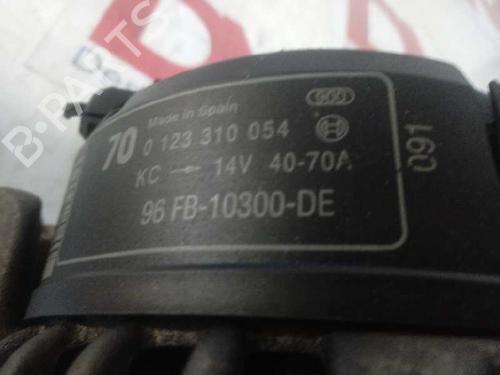 Made in Spain
70 0 123 310 054
KC → 14V 40-70A
96 FB-10300-DE
091
B-PARTS